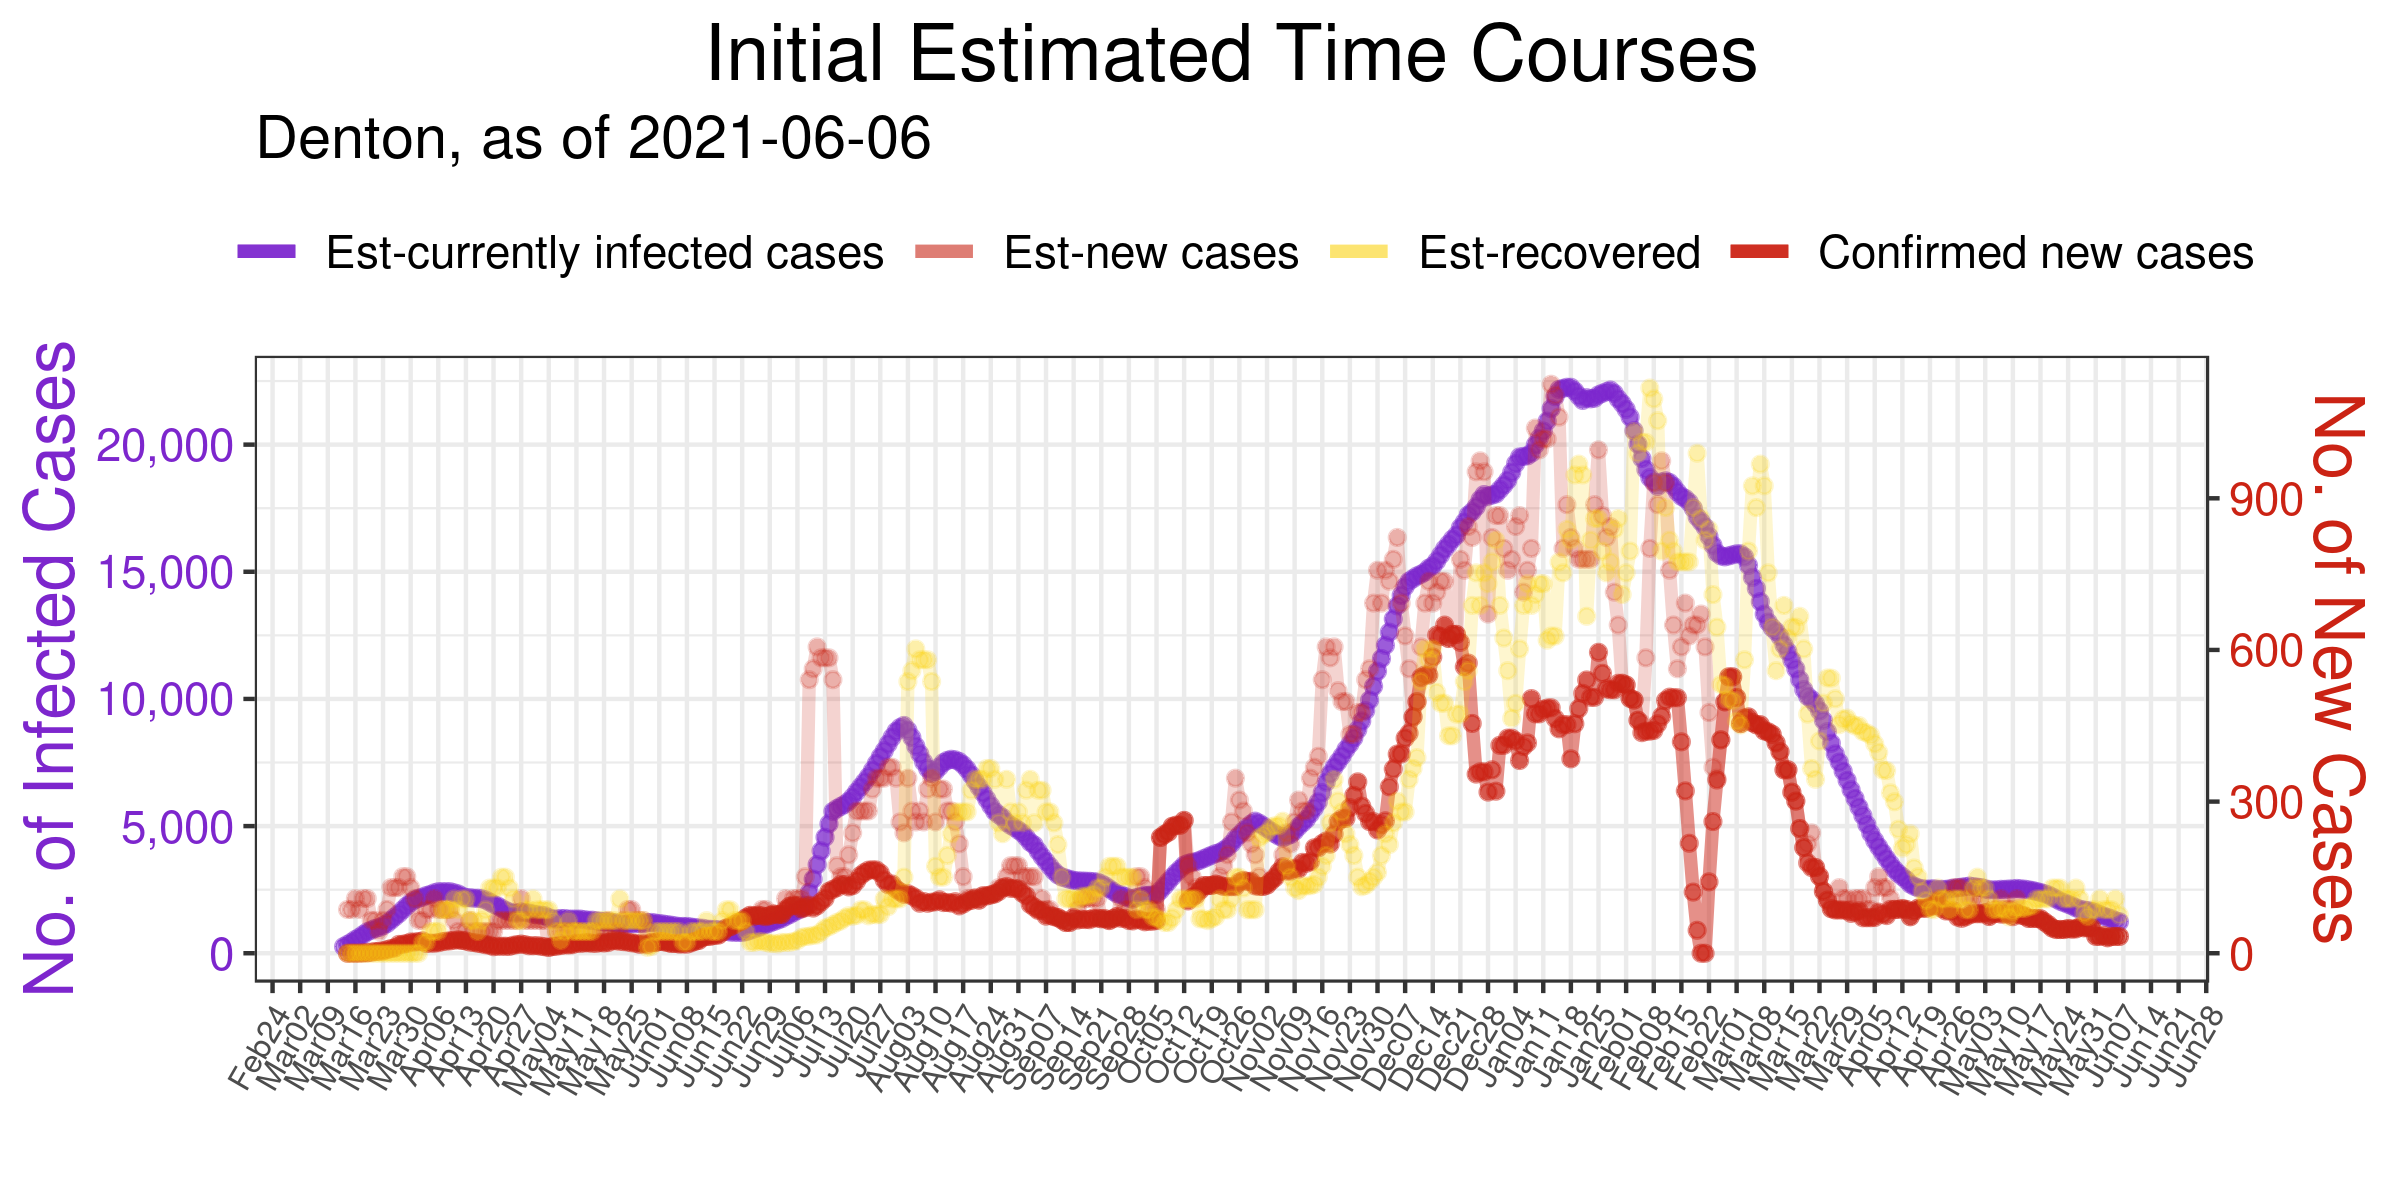 Initial Estimated Time Courses
Denton, as of 2021-06-06
Est-currently infected cases Est-new cases Est-recovered Confirmed new cases
No. of Infected Cases
20,000
15,000
10,000
5,000
0
No. of New Cases
900
600
300
0
Feb24 Mar02 Mar09 Mar16 Mar23 Mar30 Apr06 Apr13 Apr20 Apr27 May04 May11 May18 May25 Jun01 Jun08 Jun15 Jun22 Jun29 Jul06 Jul13 Jul20 Jul27 Aug03 Aug10 Aug17 Aug24 Aug31 Sep07 Sep14 Sep21 Sep28 Oct05 Oct12 Oct19 Oct26 Nov02 Nov09 Nov16 Nov23 Nov30 Dec07 Dec14 Dec21 Dec28 Jan04 Jan11 Jan18 Jan25 Feb01 Feb08 Feb15 Feb22 Mar01 Mar08 Mar15 Mar22 Mar29 Apr05 Apr12 Apr19 Apr26 May03 May10 May17 May24 May31 Jun07 Jun14 Jun21 Jun28